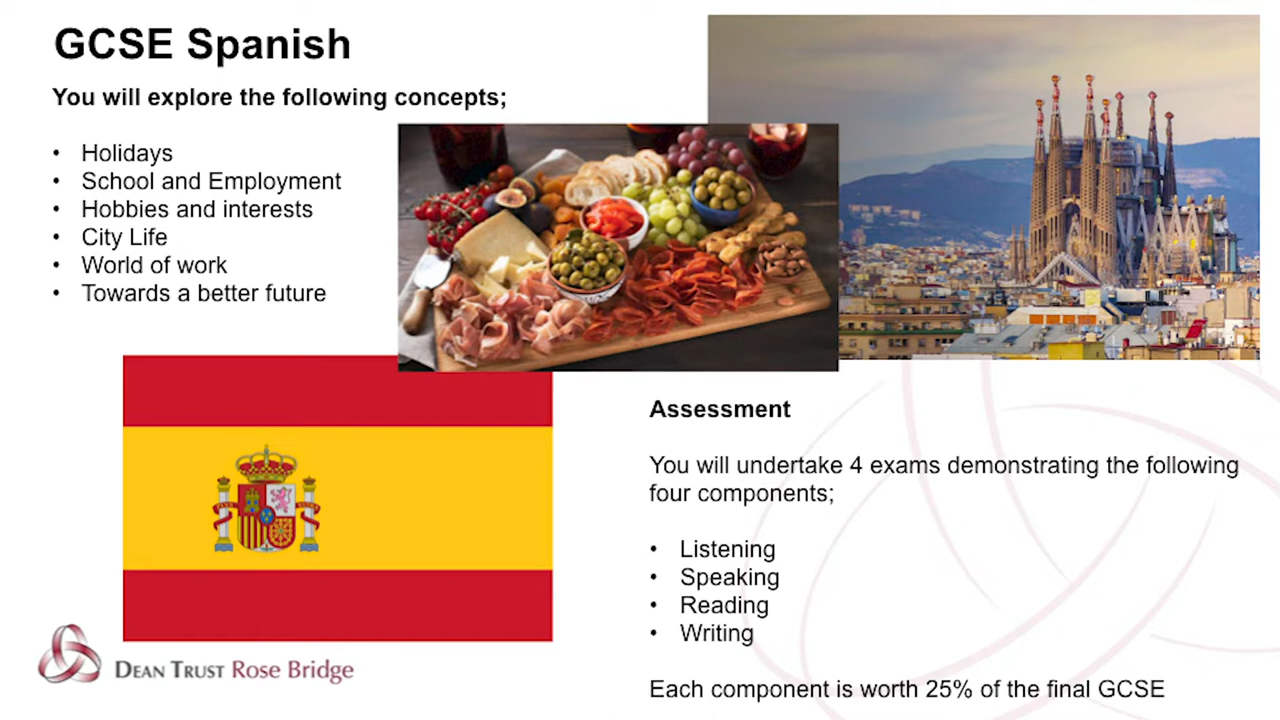 GCSE Spanish
You will explore the following concepts;
• Holidays
• School and Employment
• Hobbies and interests
• City Life
• World of work
• Towards a better future
Assessment
You will undertake 4 exams demonstrating the following
four components;
• Listening
• Speaking
• Reading
• Writing
Each component is worth 25% of the final GCSE
DEAN TRUST Rose Bridge